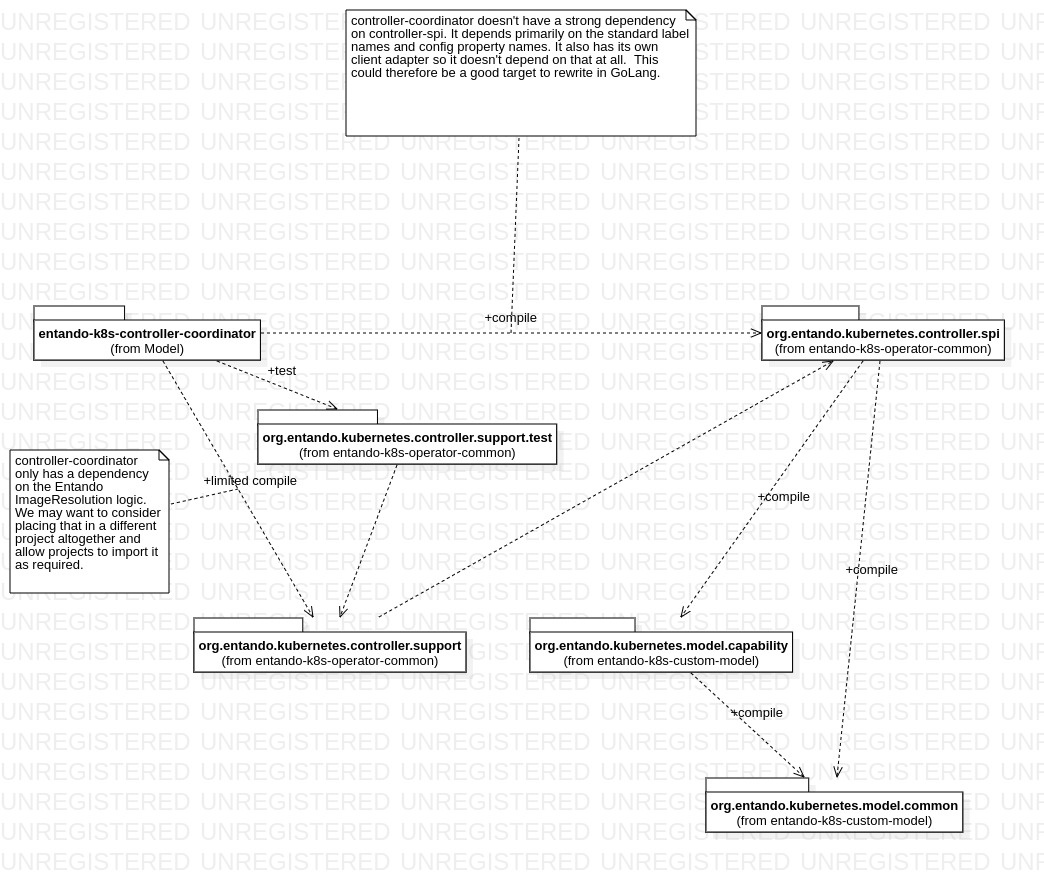 controller-coordinator doesn't have a strong dependency
on controller-spi. It depends primarily on the standard label
names and config property names. It also has its own
client adapter so it doesn't depend on that at all.  This
could therefore be a good target to rewrite in GoLang.
+compile
entando-k8s-controller-coordinator
(from Model)
org.entando.kubernetes.controller.spi
(from entando-k8s-operator-common)
+test
org.entando.kubernetes.controller.support.test
(from entando-k8s-operator-common)
controller-coordinator
only has a dependency
on the Entando
ImageResolution logic.
We may want to consider
placing that in a different
project altogether and
allow projects to import it
as required.
+limited compile
+compile
+compile
org.entando.kubernetes.controller.support
(from entando-k8s-operator-common)
org.entando.kubernetes.model.capability
(from entando-k8s-custom-model)
+compile
org.entando.kubernetes.model.common
(from entando-k8s-custom-model)
UNREGISTERED